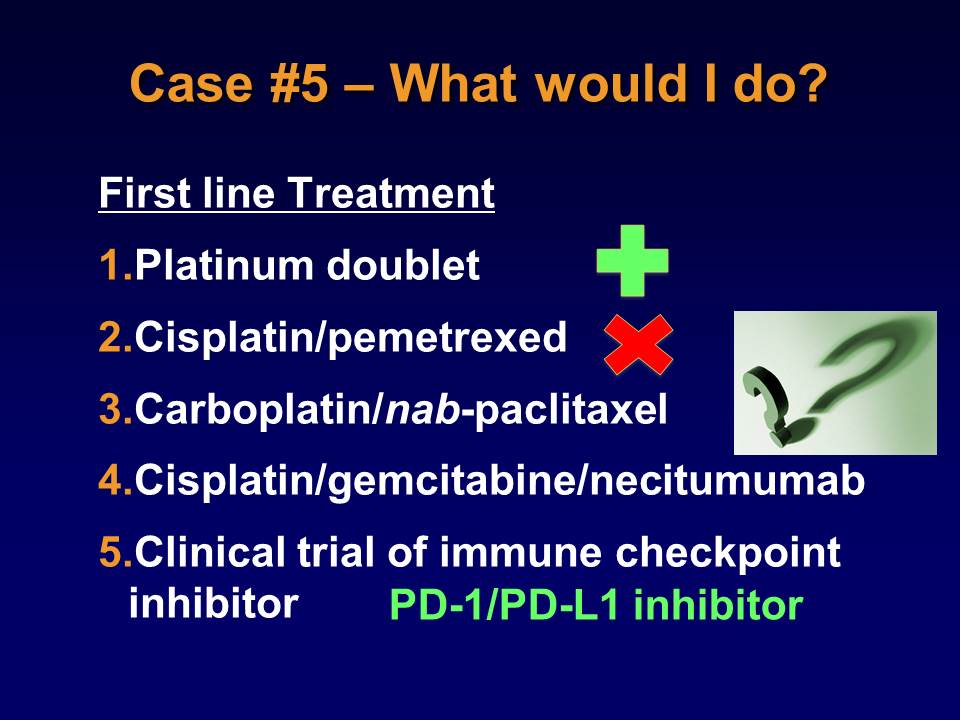 Case #5 – What would I do?
First line Treatment
1.Platinum doublet
2.Cisplatin/pemetrexed
3.Carboplatin/nab-paclitaxel
4.Cisplatin/gemcitabine/necitumumab
5.Clinical trial of immune checkpoint
inhibitor PD-1/PD-L1 inhibitor